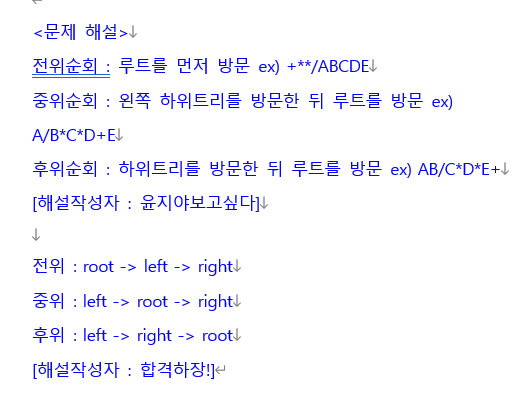 <문제 해설>↓
전위순회 : 루트를 먼저 방문 ex) +**/ABCDE↓
중위순회 : 왼쪽 하위트리를 방문한 뒤 루트를 방문 ex)
A/B*C*D+E↓
후위순회 : 하위트리를 방문한 뒤 루트를 방문 ex) AB/C*D*E+↓
[해설작성자 : 윤지야보고싶다]↓
↓
전위 : root -> left -> right↓
중위 : left -> root -> right↓
후위 : left -> right -> root↓
[해설작성자 : 합격하장!]↵